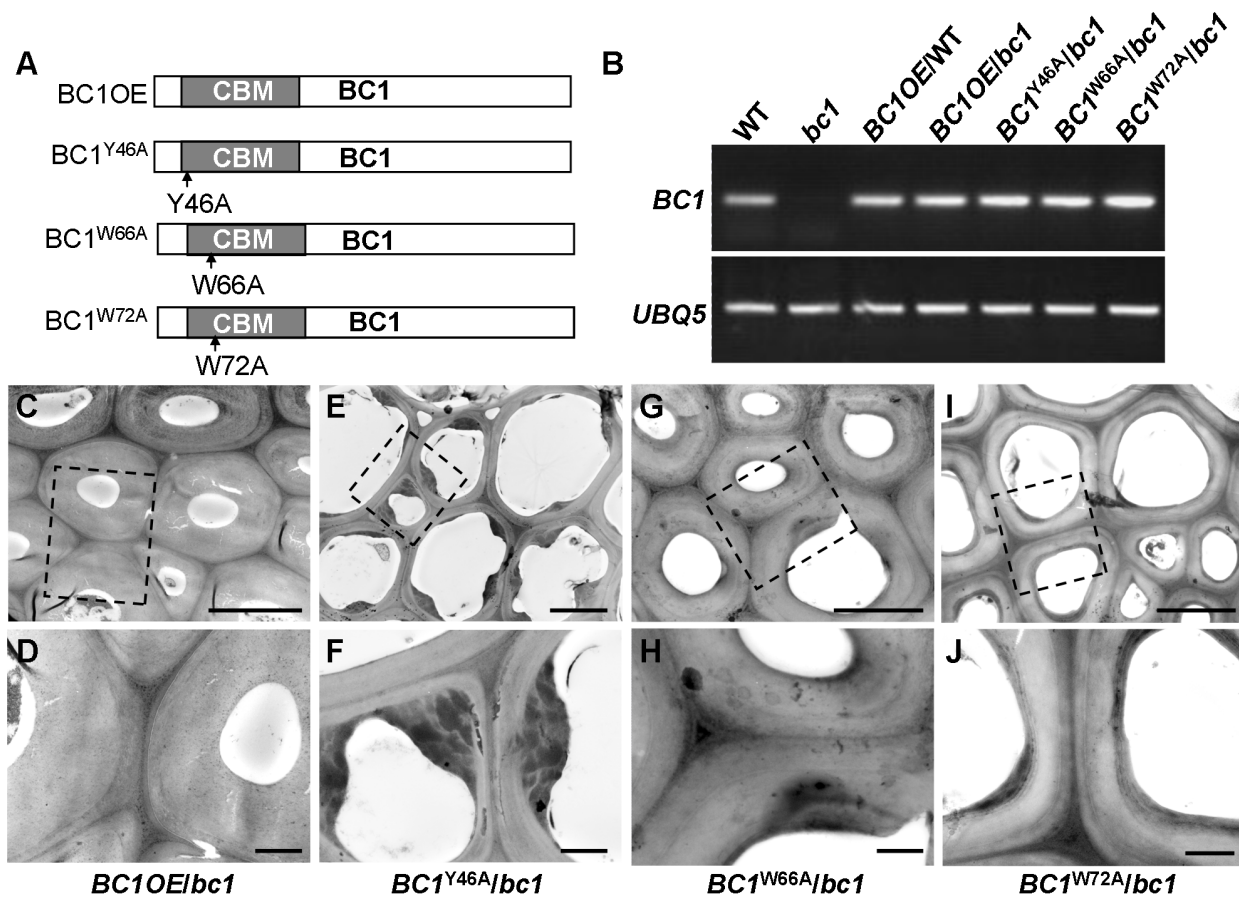 A
BC1OE
CBM
BC1
BC1Y46A
CBM
BC1
Y46A
BC1W66A
CBM
BC1
W66A
BC1W72A
CBM
BC1
W72A
B
WT
bc1
BC1OE/WT
BC1OE/bc1
BC1Y46A/bc1
BC1W66A/bc1
BC1W72A/bc1
BC1
UBQ5
C
E
G
I
D
F
H
J
BC1OE/bc1
BC1Y46A/bc1
BC1W66A/bc1
BC1W72A/bc1